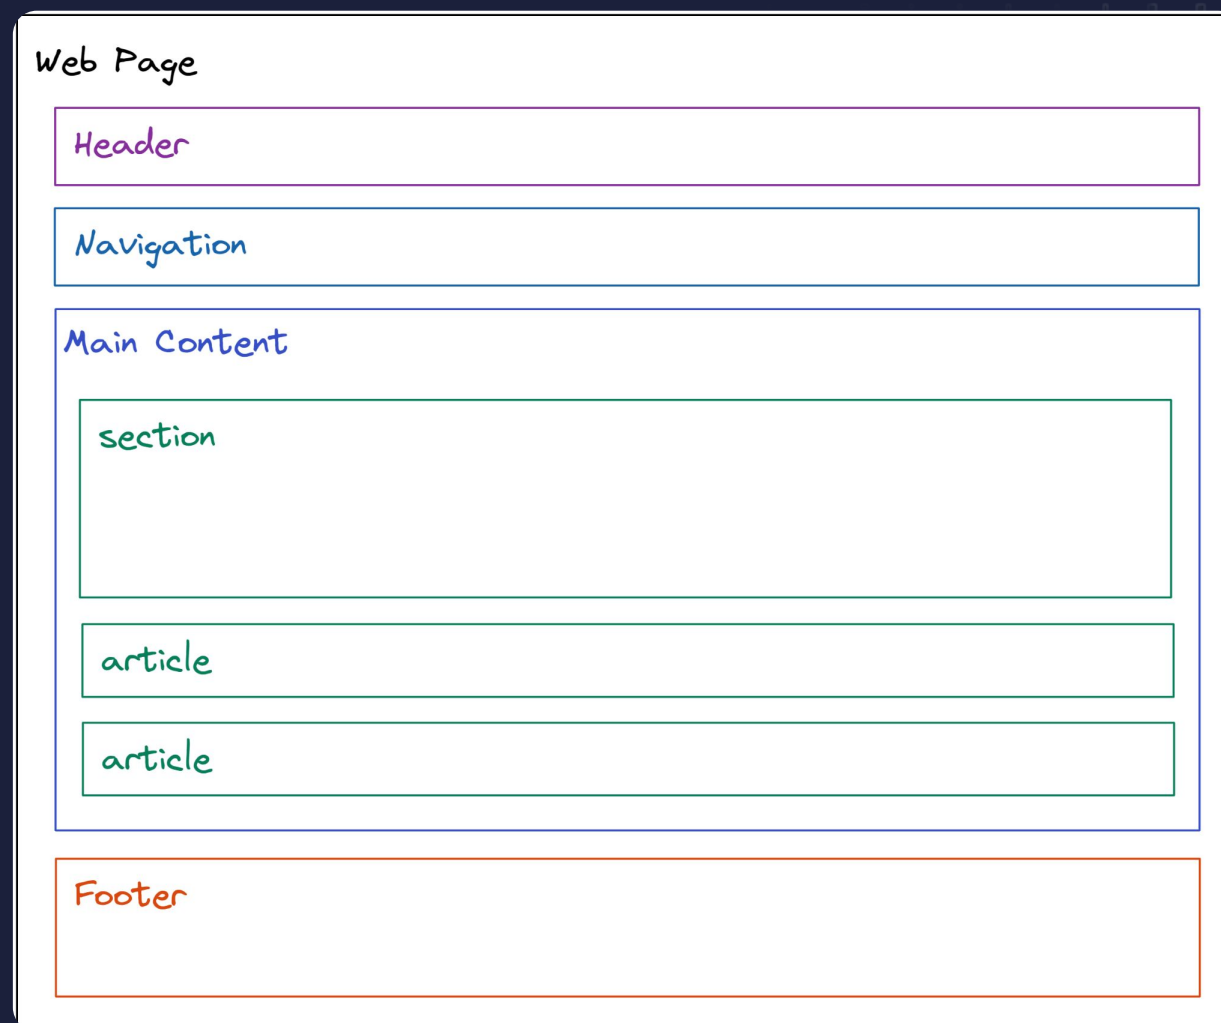 Web Page
Header
Navigation
Main Content
section
article
article
Footer